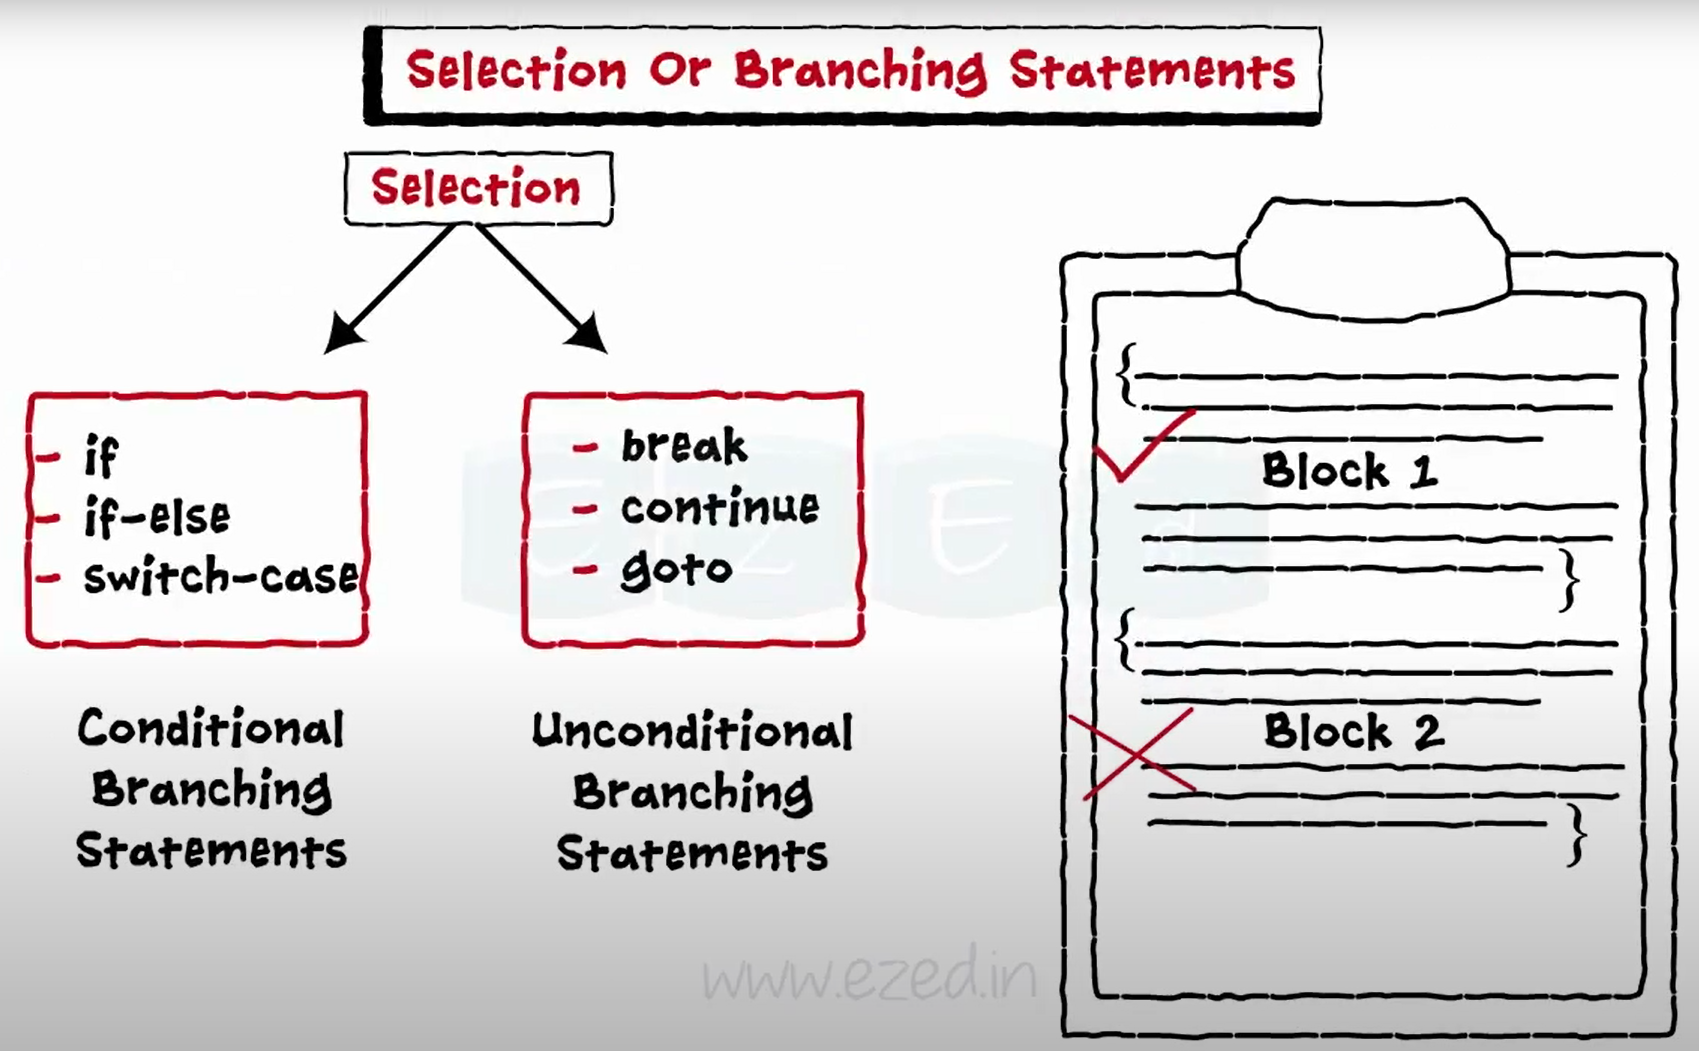 Selection Or Branching Statements
Selection
- if
- if-else
- switch-case
Conditional
Branching
Statements
- break
- continue
- goto
Unconditional
Branching
Statements
{
Block 1
}
{
Block 2
}
EzEd
www.ezed.in